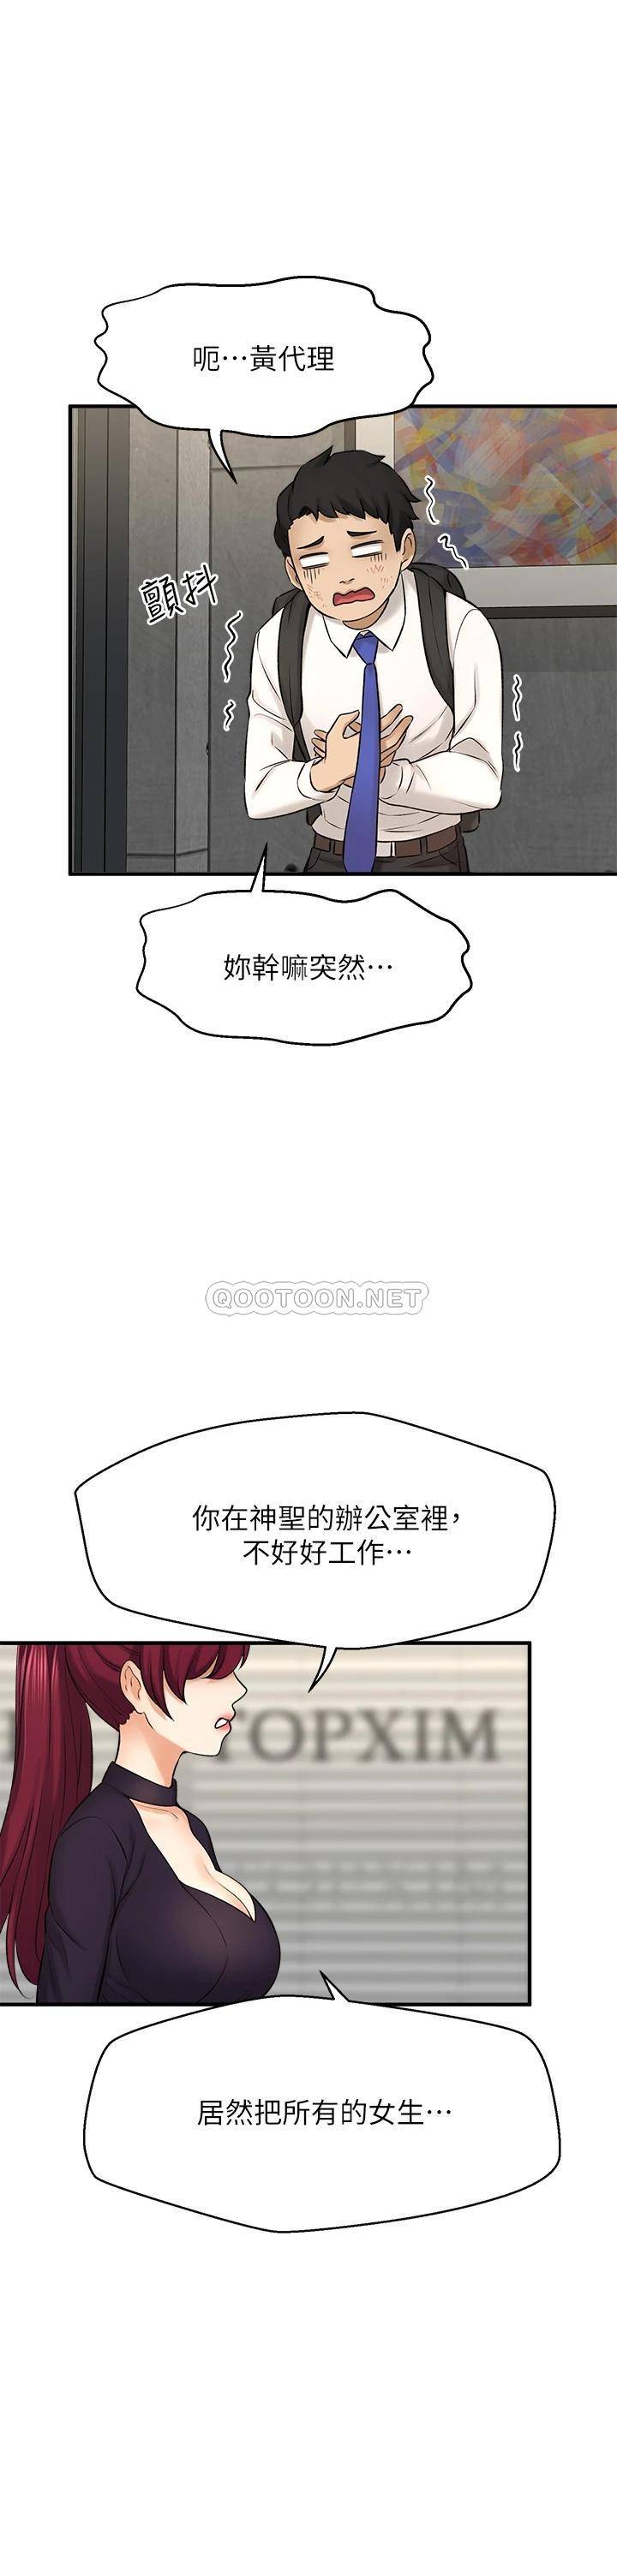 呃…黃代理
顫抖
妳幹嘛突然…
QOOTOON.NET
你在神聖的辦公室裡，
不好好工作…
TOPXIM
居然把所有的女生…